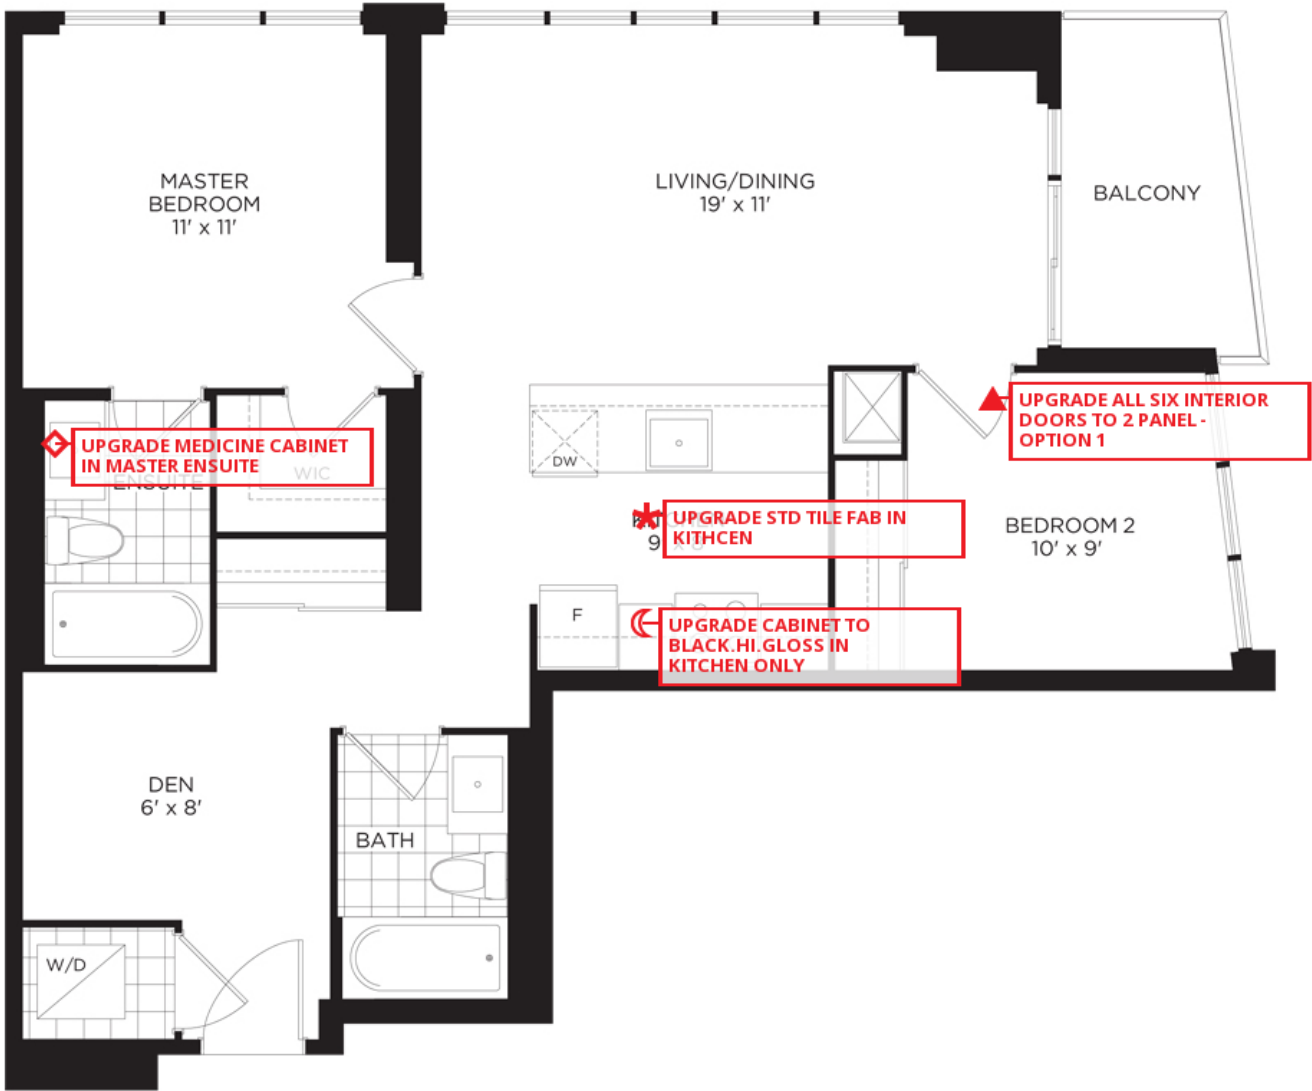 MASTER
BEDROOM
11' x 11'
LIVING/DINING
19' x 11'
BALCONY
UPGRADE ALL SIX INTERIOR
DOORS TO 2 PANEL -
OPTION 1
UPGRADE MEDICINE CABINET
IN MASTER ENSUITE
ENSUITE
WIC
DW
UPGRADE STD TILE FAB IN
KITHCEN
BEDROOM 2
10' x 9'
F
UPGRADE CABINET TO
BLACK.HI.GLOSS IN
KITCHEN ONLY
DEN
6' x 8'
BATH
W/D